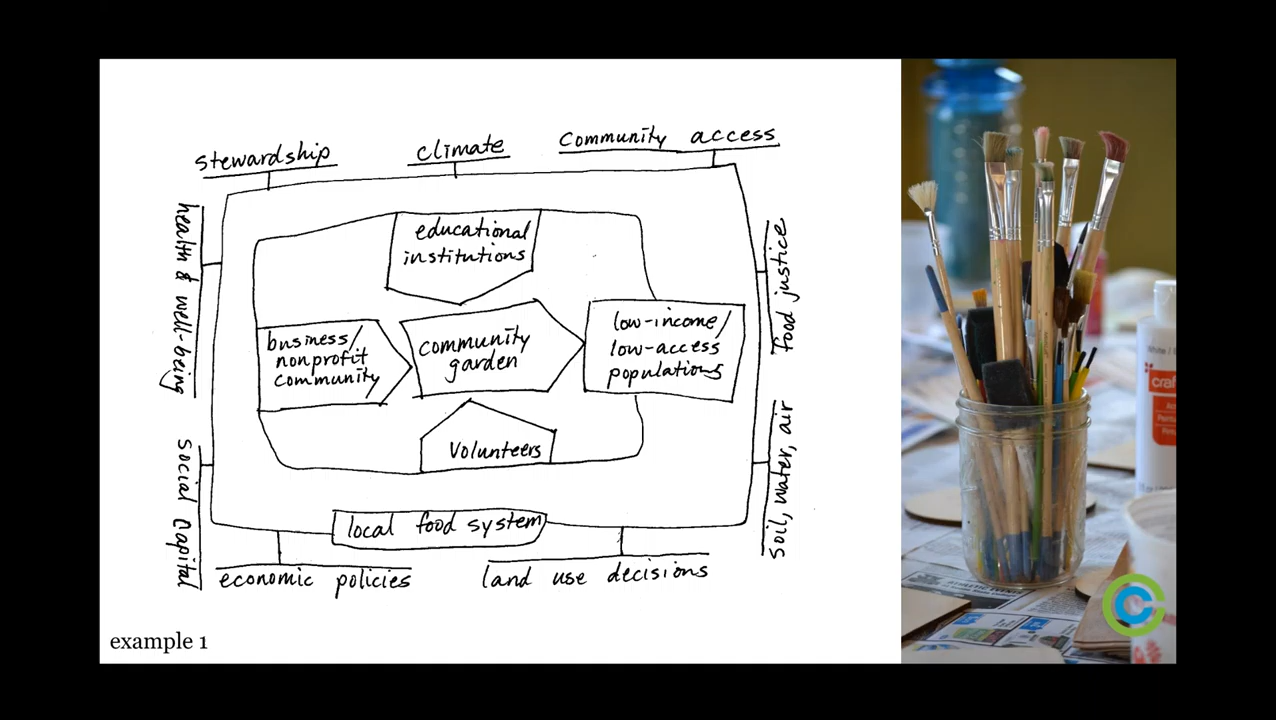 stewardship
climate
Community access
health & well-being
educational
institutions
food justice
business/
nonprofit
community
community
garden
low-income/
low-access
populations
Volunteers
social capital
soil, water, air
local food system
economic policies
land use decisions
example 1
craf